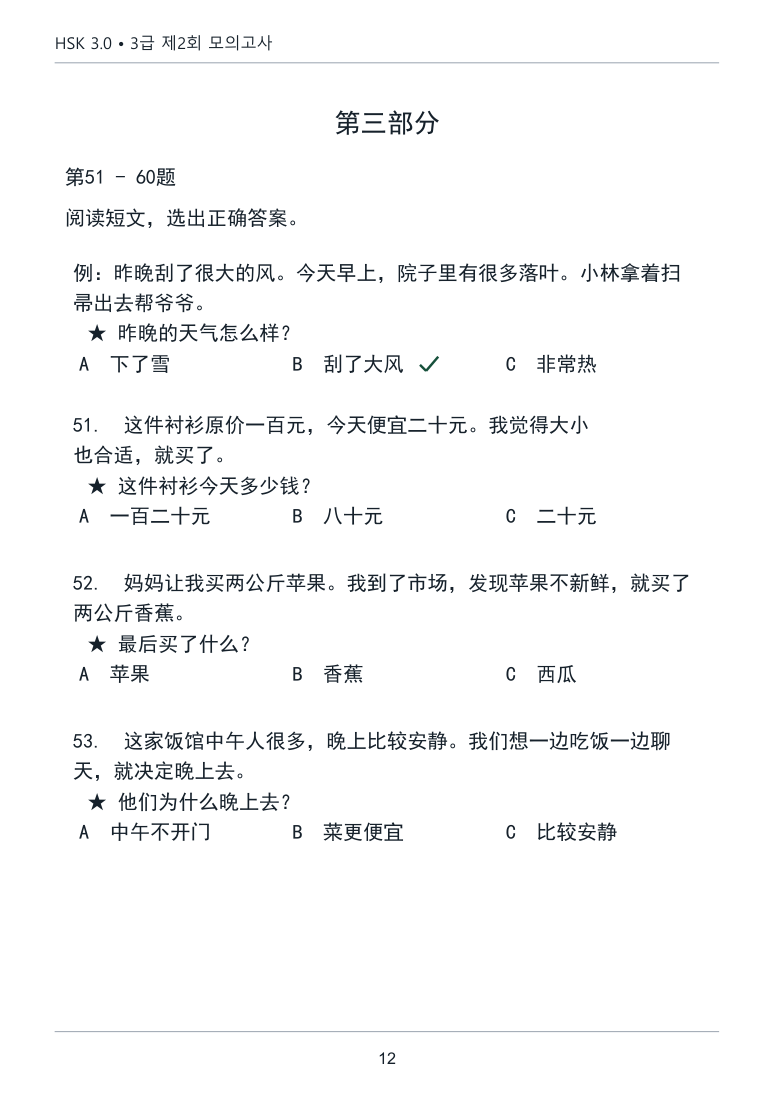 HSK 3.0 • 3급 제2회 모의고사
第三部分
第51 - 60题
阅读短文，选出正确答案。
例：昨晚刮了很大的风。今天早上，院子里有很多落叶。小林拿着扫
帚出去帮爷爷。
★ 昨晚的天气怎么样？
A 下了雪 B 刮了大风 ✓ C 非常热
51. 这件衬衫原价一百元，今天便宜二十元。我觉得大小
也合适，就买了。
★ 这件衬衫今天多少钱？
A 一百二十元 B 八十元 C 二十元
52. 妈妈让我买两公斤苹果。我到了市场，发现苹果不新鲜，就买了
两公斤香蕉。
★ 最后买了什么？
A 苹果 B 香蕉 C 西瓜
53. 这家饭馆中午人很多，晚上比较安静。我们想一边吃饭一边聊
天，就决定晚上去。
★ 他们为什么晚上去？
A 中午不开门 B 菜更便宜 C 比较安静
12